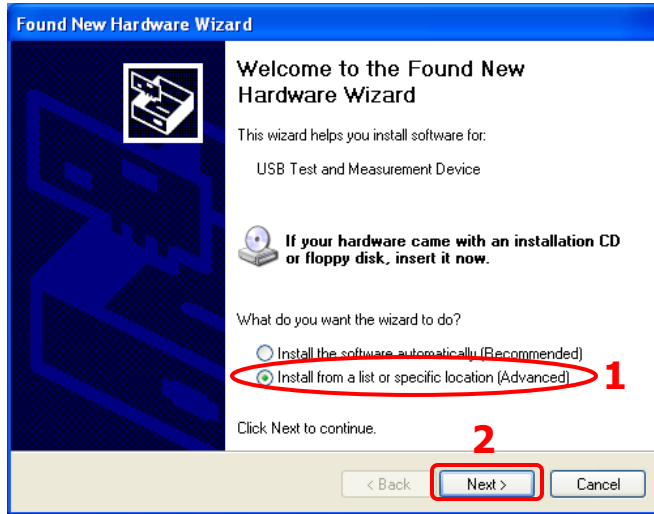 Found New Hardware Wizard
Welcome to the Found New
Hardware Wizard
This wizard helps you install software for:
USB Test and Measurement Device
If your hardware came with an installation CD
or floppy disk, insert it now.
What do you want the wizard to do?
Install the software automatically (Recommended)
Install from a list or specific location (Advanced)
1
Click Next to continue.
2
< Back
Next >
Cancel